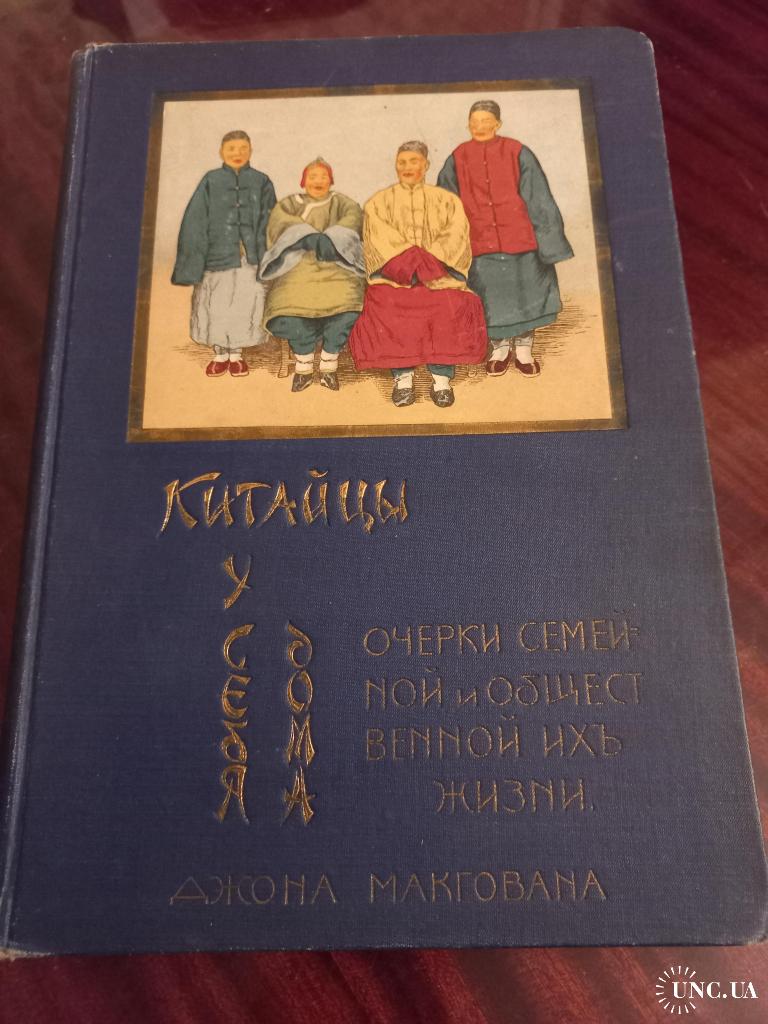 Китайцы
у
себя
дома
ОЧЕРКИ СЕМЕЙ-
НОЙ и ОБЩЕСТ
ВЕННОЙ ИХЪ
ЖИЗНИ.
ДЖОНА МАКГОВАНА
UNC.UA